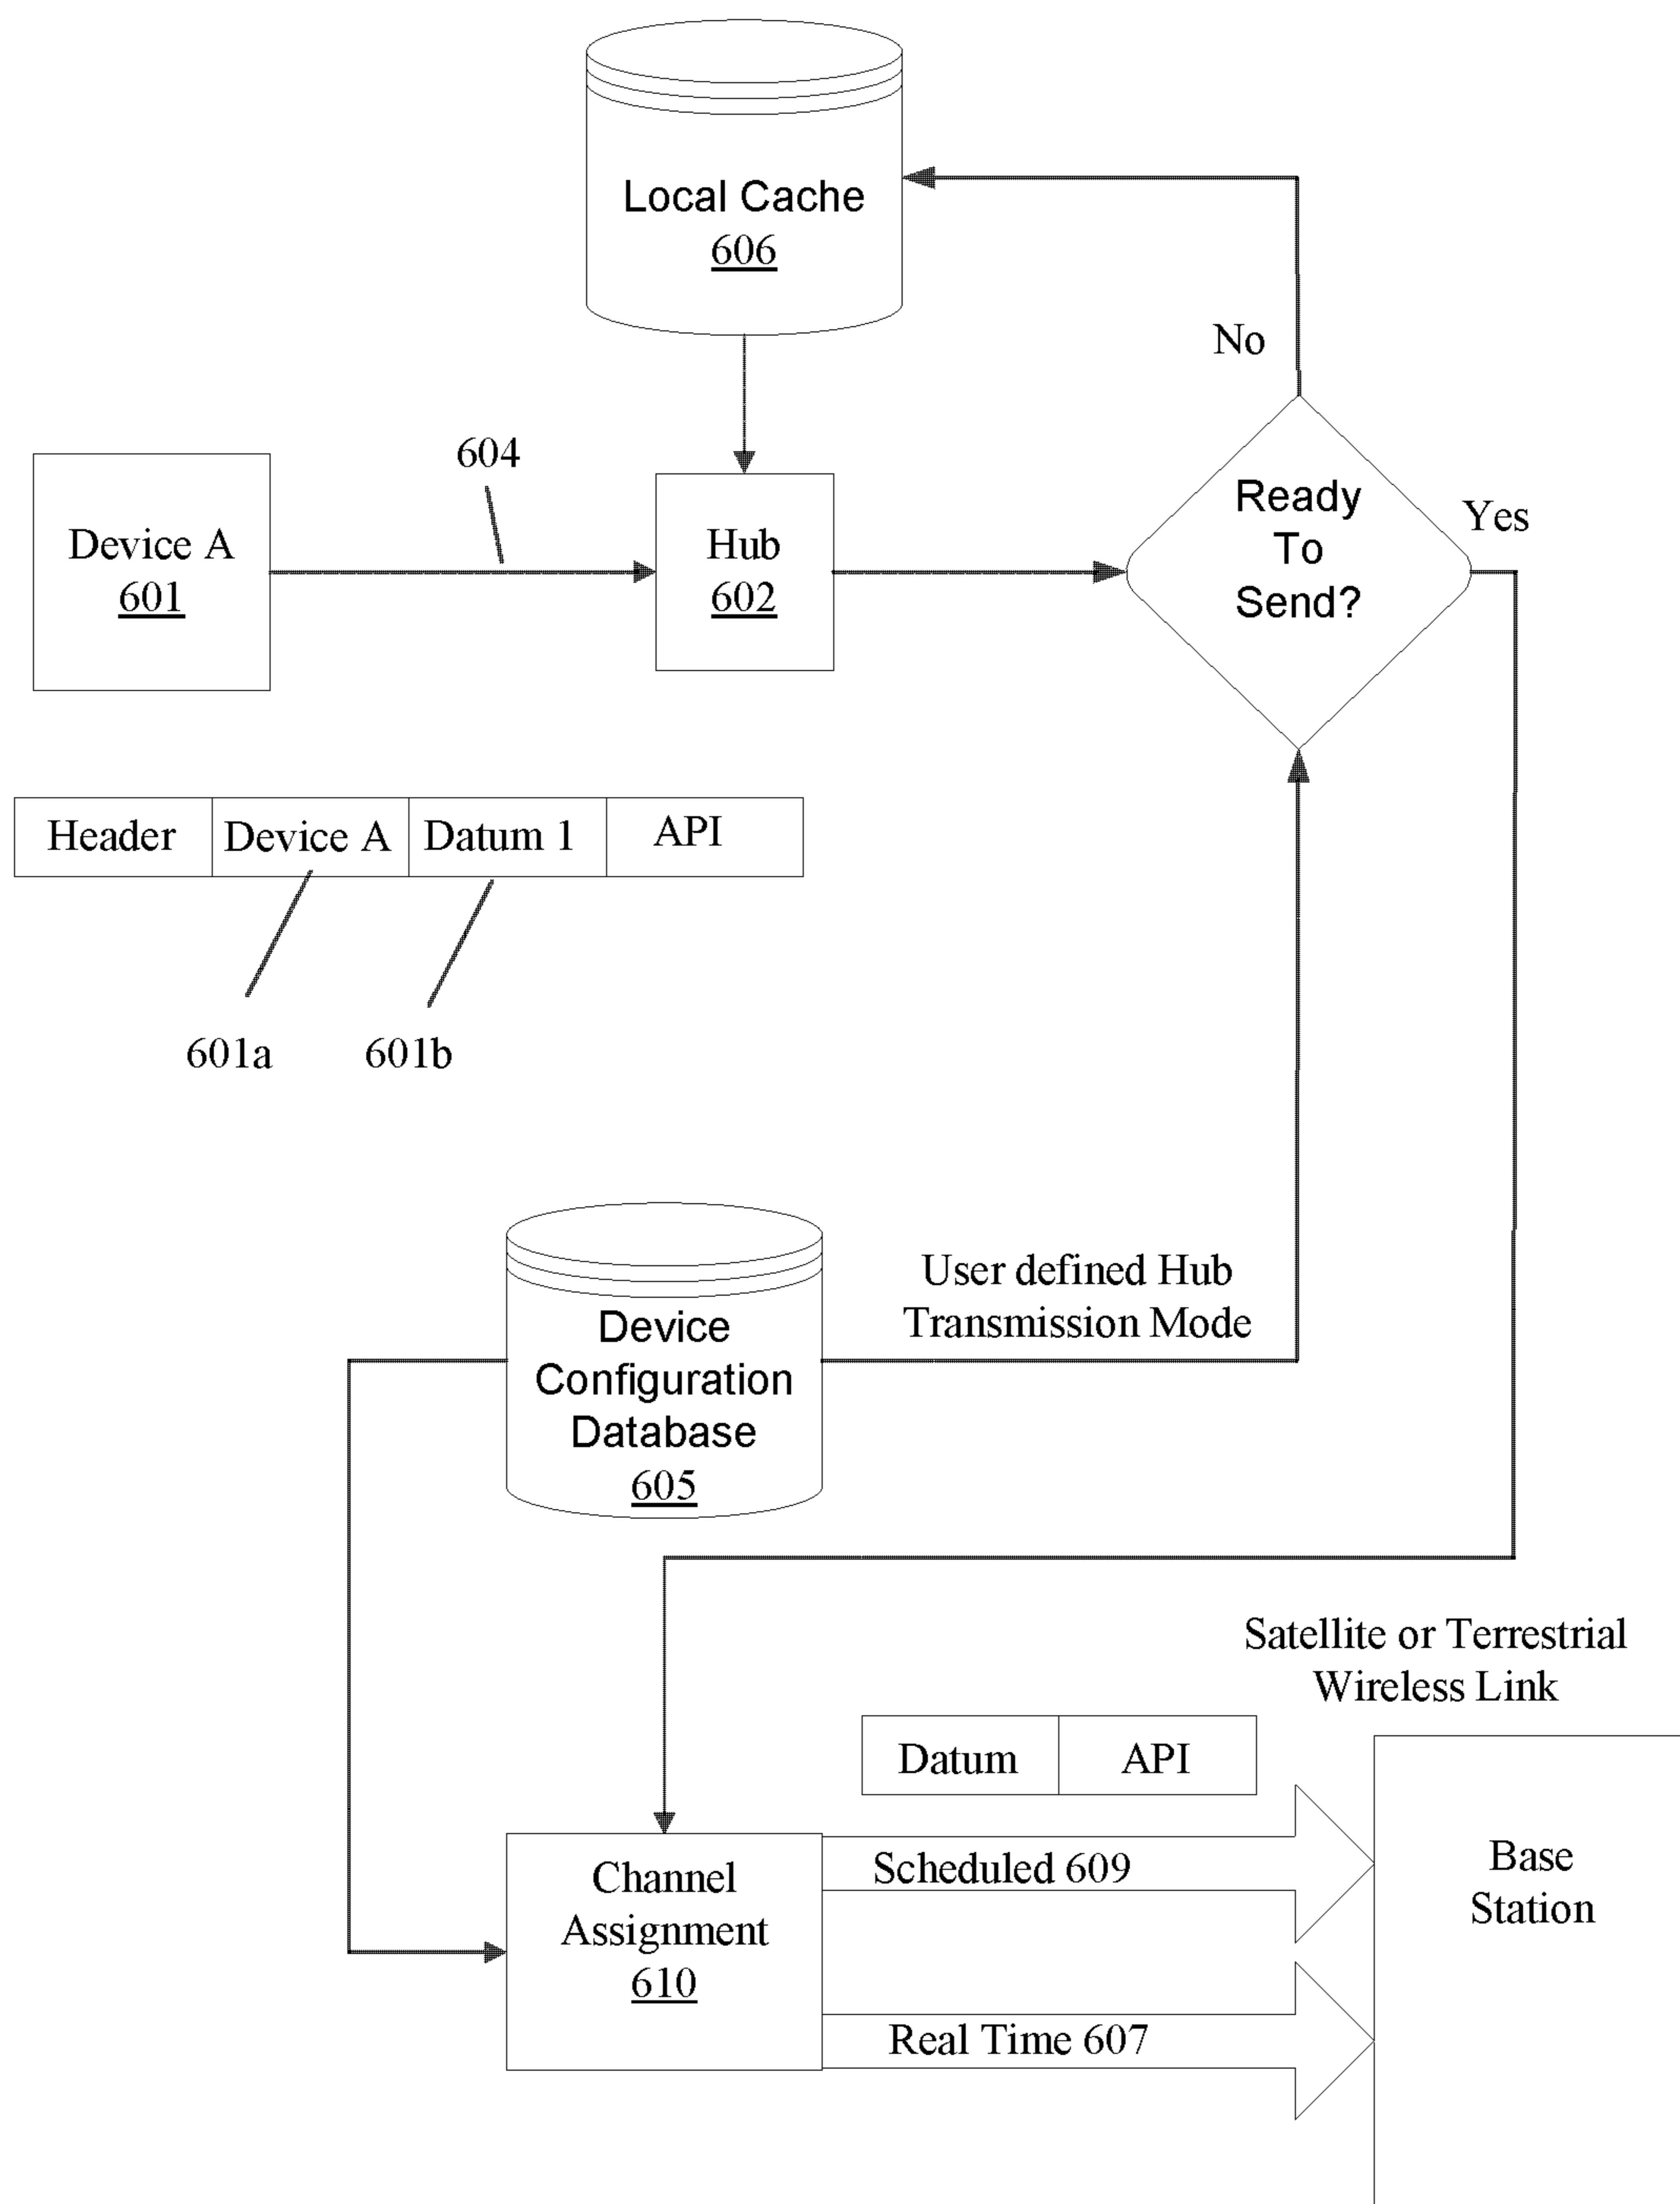 Local Cache
606
No
604
Device A
601
Hub
602
Ready
To
Send?
Yes
Header
Device A
Datum 1
API
601a
601b
Device
Configuration
Database
605
User defined Hub
Transmission Mode
Satellite or Terrestrial
Wireless Link
Datum
API
Channel
Assignment
610
Scheduled 609
Real Time 607
Base
Station